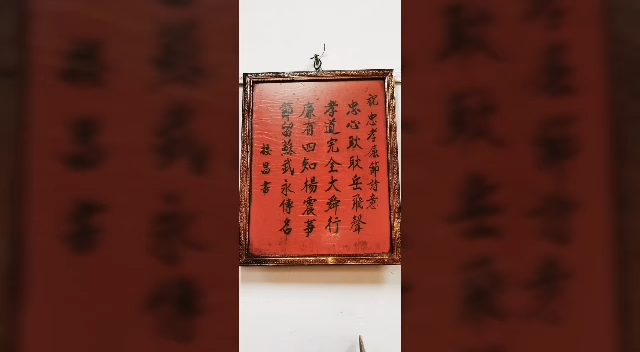 祝忠孝廉節詩意
忠心耿耿岳飛聲
孝道完全大舜行
廉有四知楊震事
節留蘇武永傳名
昌書